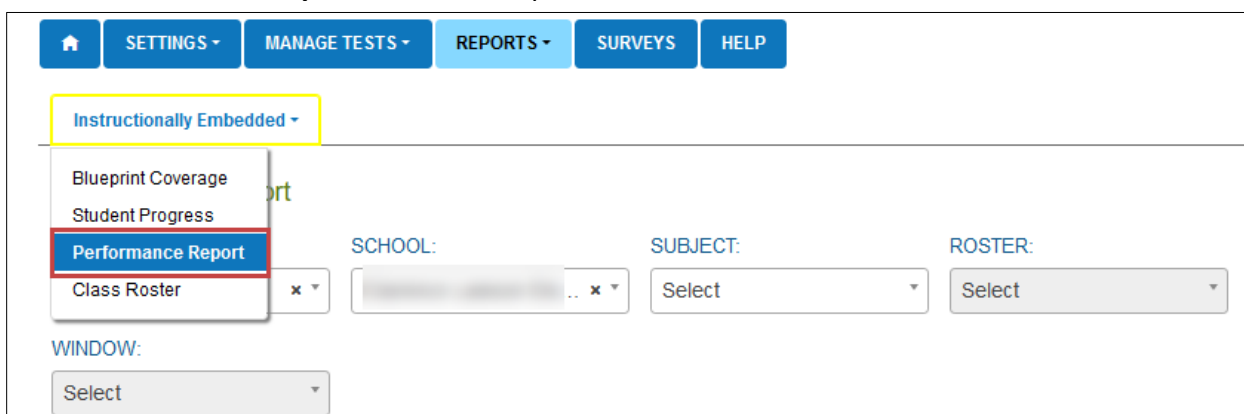 SETTINGS MANAGE TESTS REPORTS SURVEYS HELP
Instructionally Embedded
Blueprint Coverage
Student Progress
Performance Report
Class Roster
SCHOOL: SUBJECT: ROSTER:
.. Select Select
WINDOW:
Select